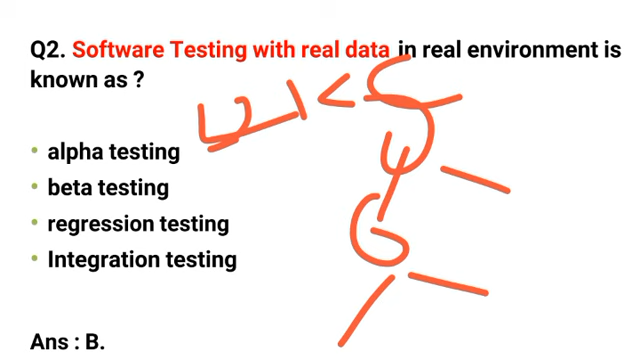 Q2. Software Testing with real data in real environment is
known as ?
• alpha testing
• beta testing
• regression testing
• Integration testing
Ans : B.